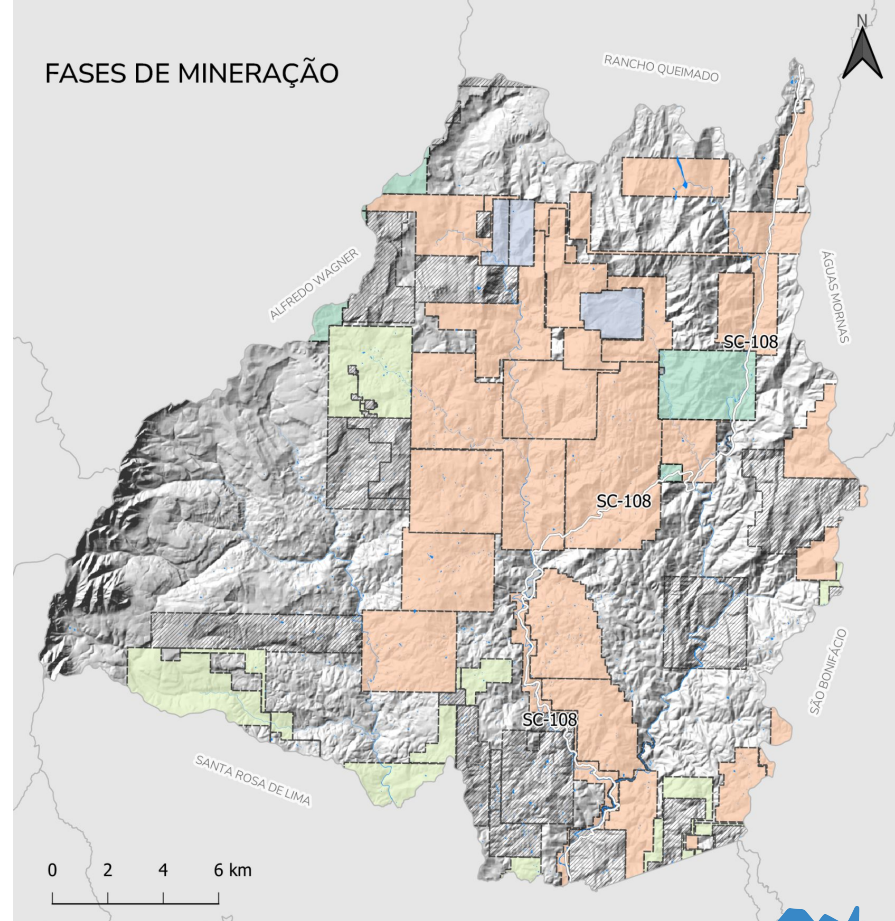 N
RANCHO QUEIMADO
FASES DE MINERAÇÃO
ALFREDO WAGNER
ÁGUAS MORNAS
SC-108
SC-108
SÃO BONIFÁCIO
SC-108
SANTA ROSA DE LIMA
0 2 4 6 km